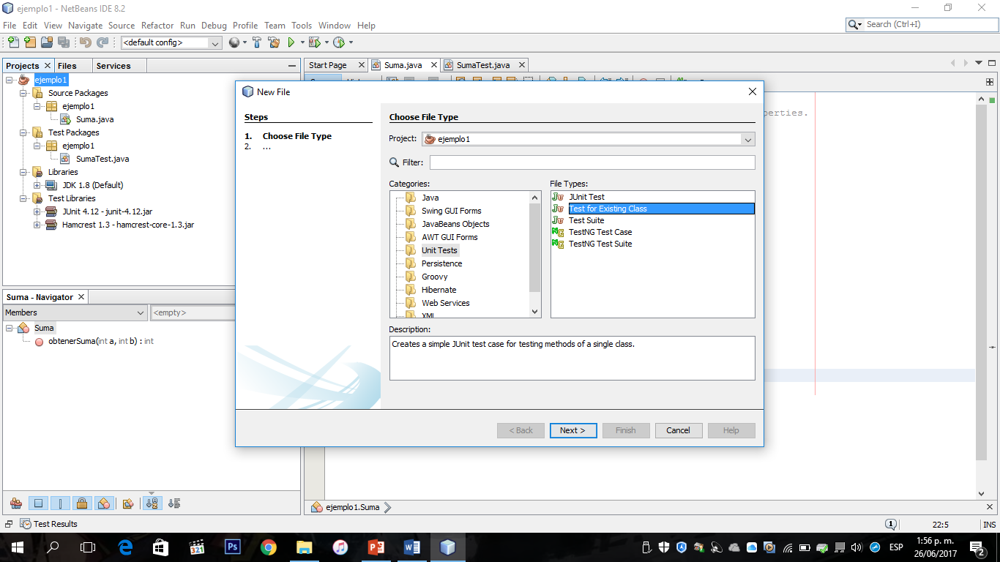 ejemplo1 - NetBeans IDE 8.2
File Edit View Navigate Source Refactor Run Debug Profile Team Tools Window Help
Search (Ctrl+I)
<default config>
Projects Files Services
Start Page Suma.java SumaTest.java
ejemplo1
Source Packages
ejemplo1
Suma.java
Test Packages
ejemplo1
SumaTest.java
Libraries
JDK 1.8 (Default)
Test Libraries
JUnit 4.12 - junit-4.12.jar
Hamcrest 1.3 - hamcrest-core-1.3.jar
Suma - Navigator
Members <empty>
Suma
obtenerSuma(int a, int b) : int
New File
Steps
1. Choose File Type
2. ...
Choose File Type
Project: ejemplo1
Filter:
Categories:
Java
Swing GUI Forms
JavaBeans Objects
AWT GUI Forms
Unit Tests
Persistence
Groovy
Hibernate
Web Services
XML
File Types:
JUnit Test
Test for Existing Class
Test Suite
TestNG Test Case
TestNG Test Suite
Description:
Creates a simple JUnit test case for testing methods of a single class.
< Back Next > Finish Cancel Help
perties.
ejemplo1.Suma
Test Results
1 22:5 INS
321 Ps
ESP
1:56 p. m.
26/06/2017
2